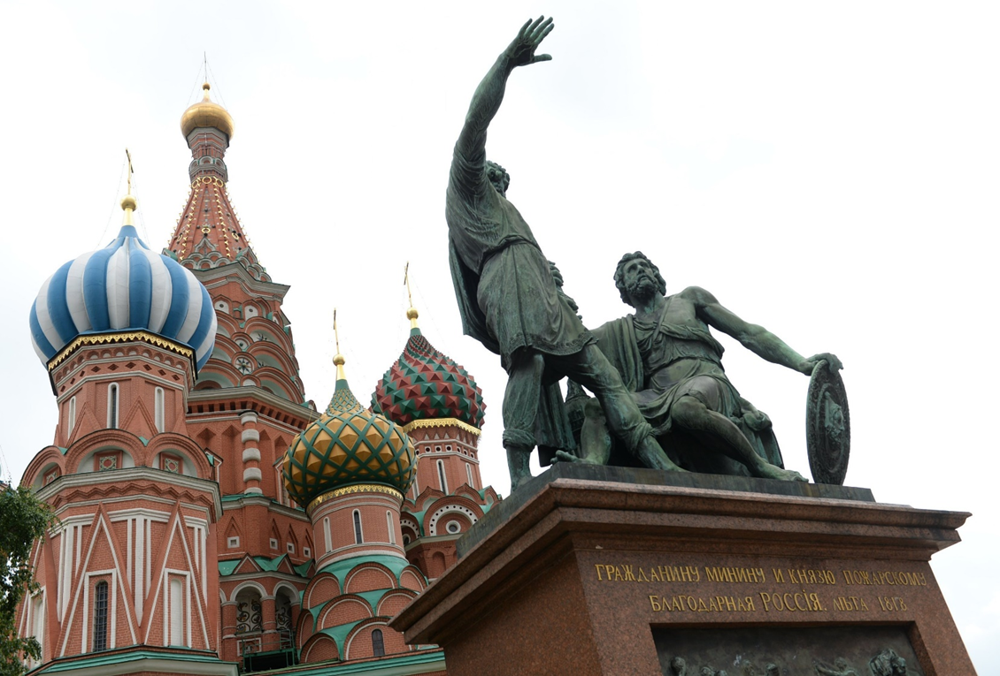 ГРАЖДАНИНУ МИНИНУ И КНЯЗЮ ПОЖАРСКОМУ
БЛАГОДАРНАЯ РОССІЯ. ЛѢТА 1818